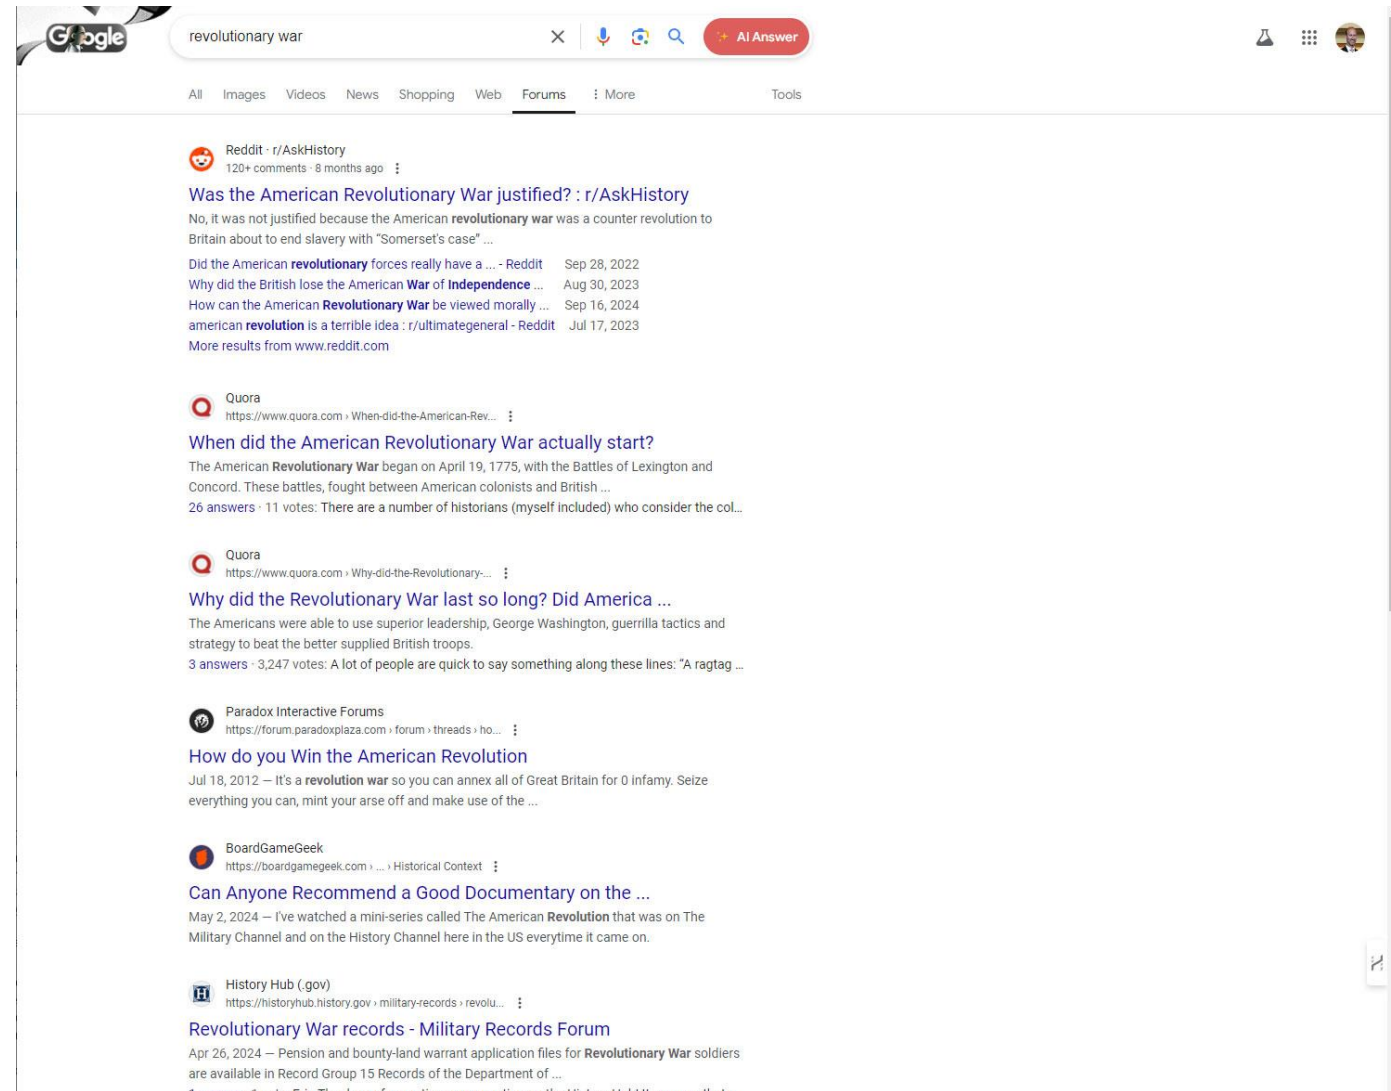 Google
revolutionary war
AI Answer
All Images Videos News Shopping Web Forums More Tools
Reddit · r/AskHistory
120+ comments · 8 months ago
Was the American Revolutionary War justified? : r/AskHistory
No, it was not justified because the American revolutionary war was a counter revolution to
Britain about to end slavery with “Somerset's case” ...
Did the American revolutionary forces really have a ... - Reddit Sep 28, 2022
Why did the British lose the American War of Independence ... Aug 30, 2023
How can the American Revolutionary War be viewed morally ... Sep 16, 2024
american revolution is a terrible idea : r/ultimategeneral - Reddit Jul 17, 2023
More results from www.reddit.com
Quora
https://www.quora.com › When-did-the-American-Rev...
When did the American Revolutionary War actually start?
The American Revolutionary War began on April 19, 1775, with the Battles of Lexington and
Concord. These battles, fought between American colonists and British ...
26 answers · 11 votes: There are a number of historians (myself included) who consider the col...
Quora
https://www.quora.com › Why-did-the-Revolutionary-...
Why did the Revolutionary War last so long? Did America ...
The Americans were able to use superior leadership, George Washington, guerrilla tactics and
strategy to beat the better supplied British troops.
3 answers · 3,247 votes: A lot of people are quick to say something along these lines: “A ragtag ...
Paradox Interactive Forums
https://forum.paradoxplaza.com › forum › threads › ho...
How do you Win the American Revolution
Jul 18, 2012 — It's a revolution war so you can annex all of Great Britain for 0 infamy. Seize
everything you can, mint your arse off and make use of the ...
BoardGameGeek
https://boardgamegeek.com › ... › Historical Context
Can Anyone Recommend a Good Documentary on the ...
May 2, 2024 — I've watched a mini-series called The American Revolution that was on The
Military Channel and on the History Channel here in the US everytime it came on.
History Hub (.gov)
https://historyhub.history.gov › military-records › revolu...
Revolutionary War records - Military Records Forum
Apr 26, 2024 — Pension and bounty-land warrant application files for Revolutionary War soldiers
are available in Record Group 15 Records of the Department of ...